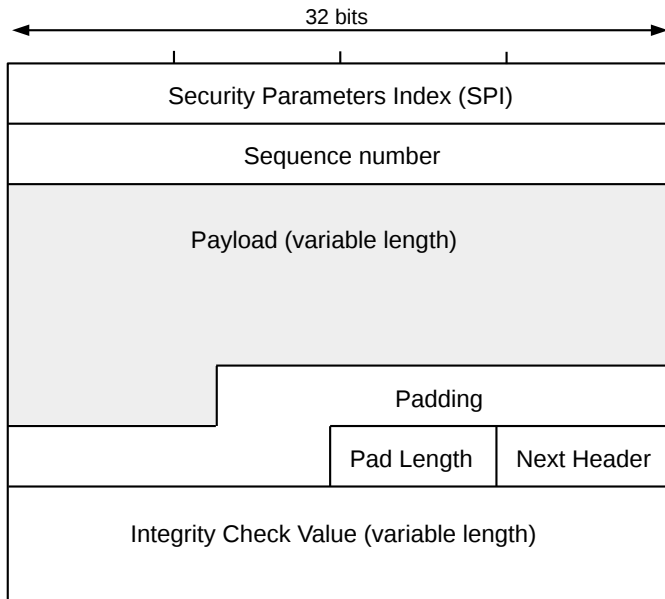 32 bits
Security Parameters Index (SPI)
Sequence number
Payload (variable length)
Padding
Pad Length
Next Header
Integrity Check Value (variable length)